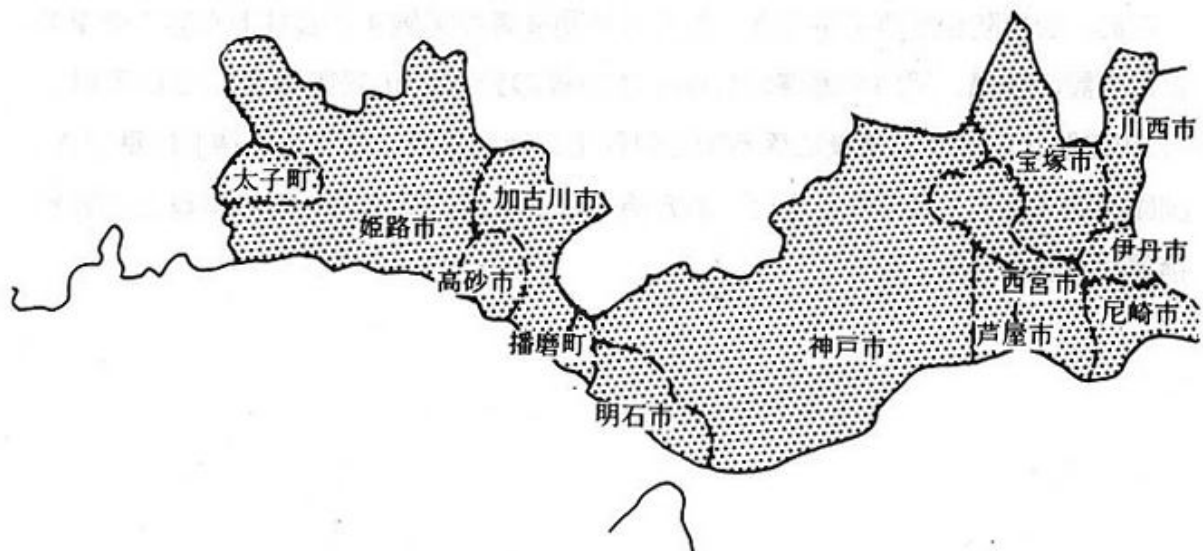 川西市
宝塚市
太子町
加古川市
姫路市
伊丹市
高砂市
西宮市
尼崎市
播磨町
神戸市
芦屋市
明石市